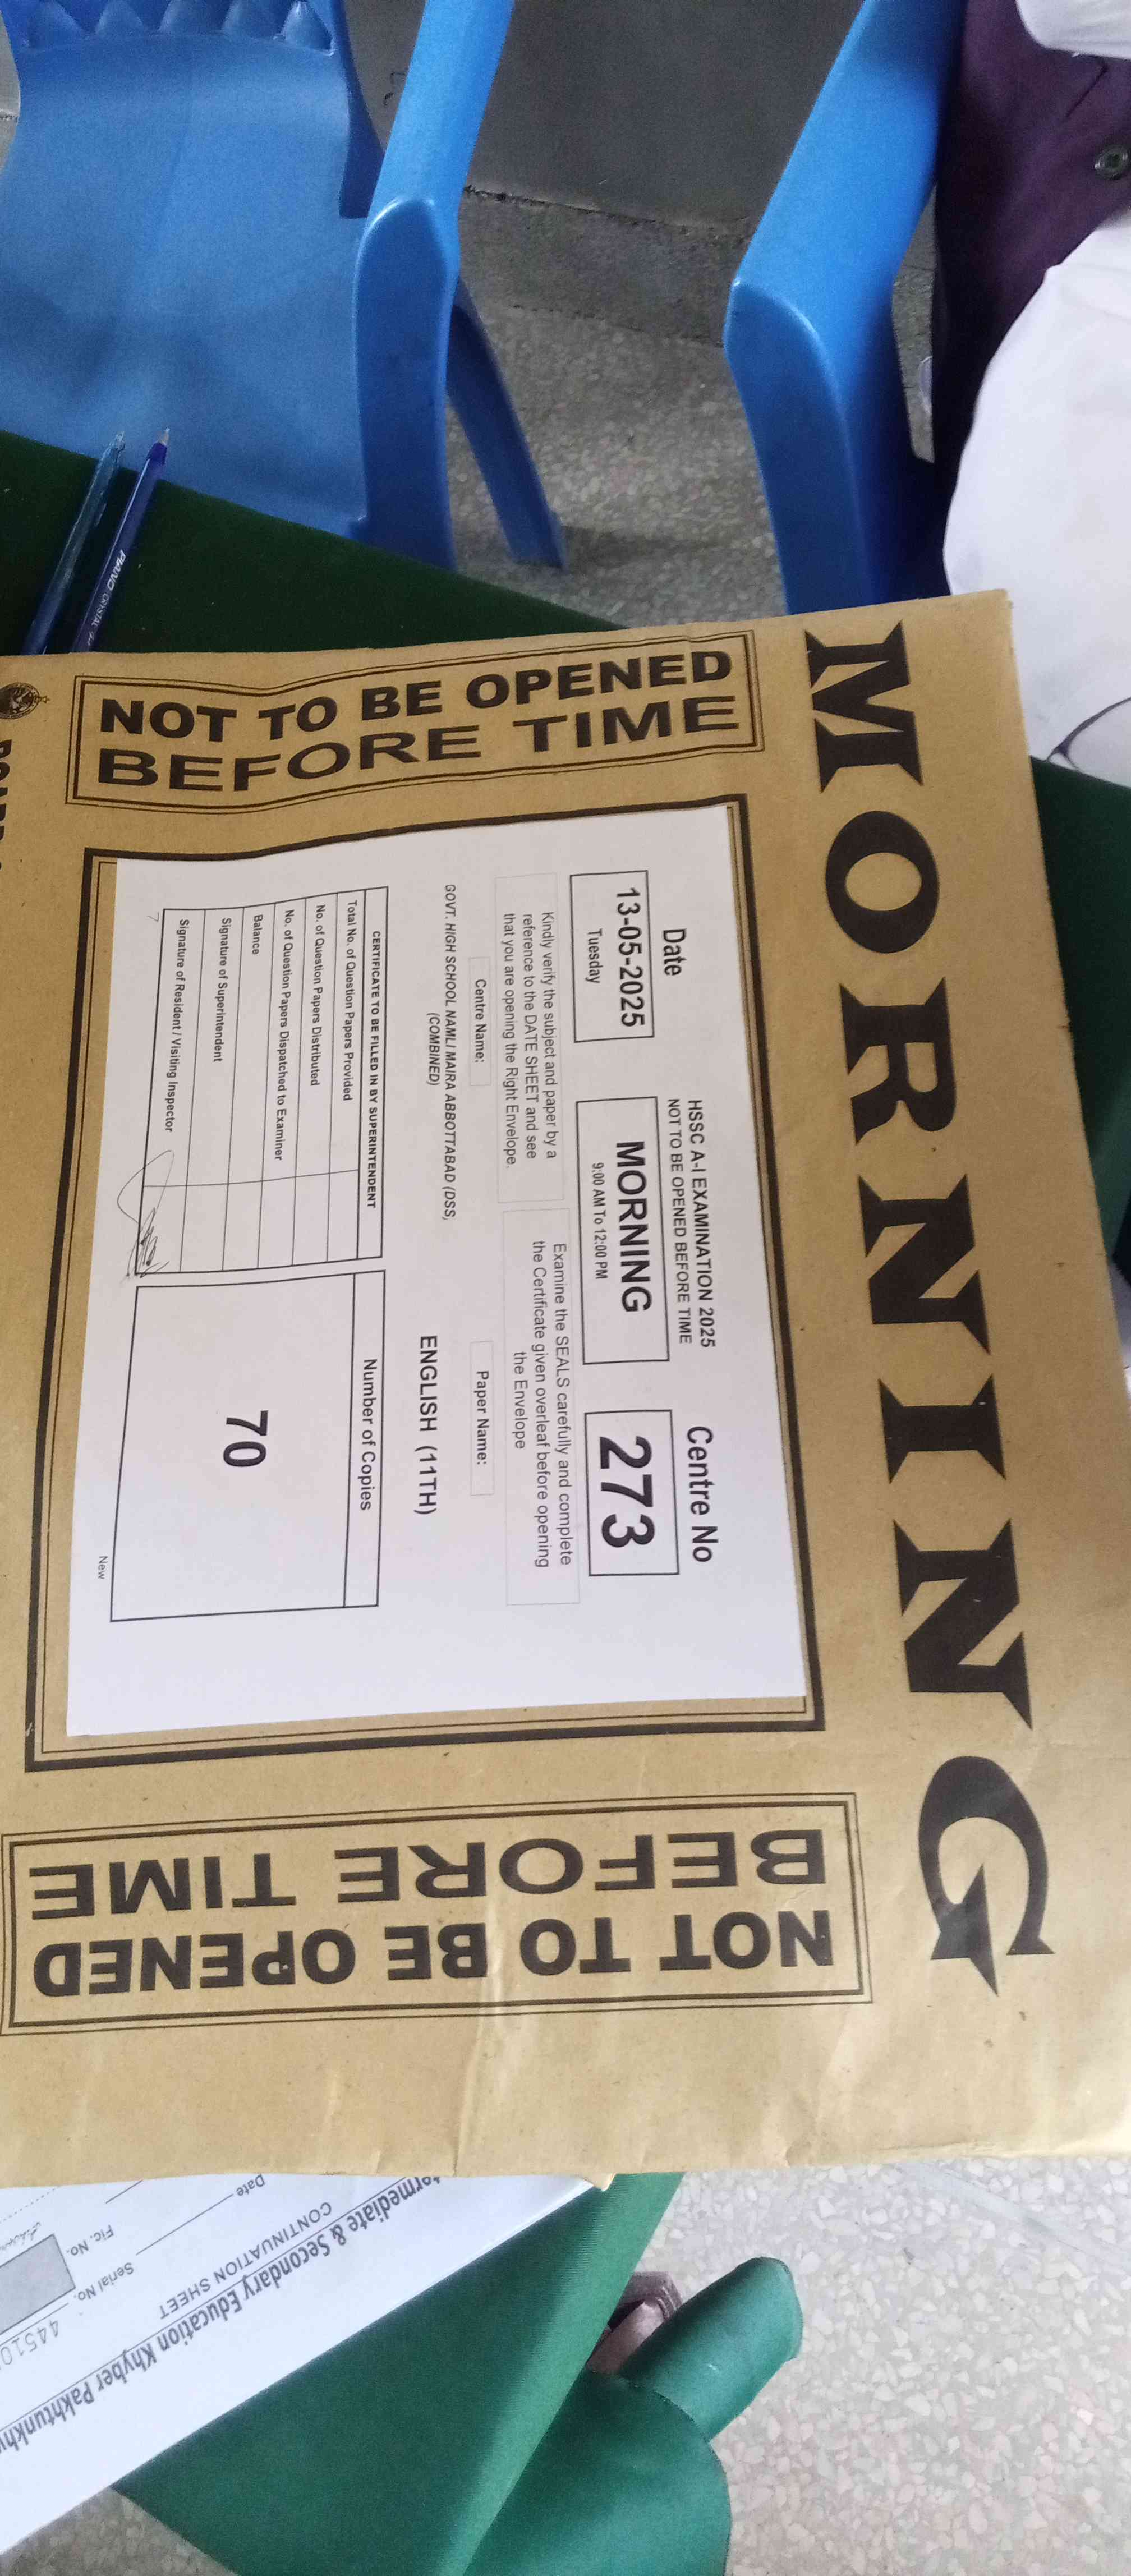 MORNING
NOT TO BE OPENED
BEFORE TIME
HSSC A-I EXAMINATION 2025
NOT TO BE OPENED BEFORE TIME
Date
13-05-2025
Tuesday
MORNING
9:00 AM To 12:00 PM
Centre No
273
Kindly verify the subject and paper by a
reference to the DATE SHEET and see
that you are opening the Right Envelope.
Examine the SEALS carefully and complete
the Certificate given overleaf before opening
the Envelope
Centre Name:
GOVT. HIGH SCHOOL NAMLI MAIRA ABBOTTABAD (DSS,
(COMBINED)
Paper Name:
ENGLISH (11TH)
CERTIFICATE TO BE FILLED IN BY SUPERINTENDENT
Total No. of Question Papers Provided
No. of Question Papers Distributed
No. of Question Papers Dispatched to Examiner
Balance
Signature of Superintendent
Signature of Resident / Visiting Inspector
Number of Copies
70
New
NOT TO BE OPENED
BEFORE TIME
PIANO CRYSTAL
& Secondary Education Khyber
CONTINUATION SHEET
Serial No.
Fic. No.
Date